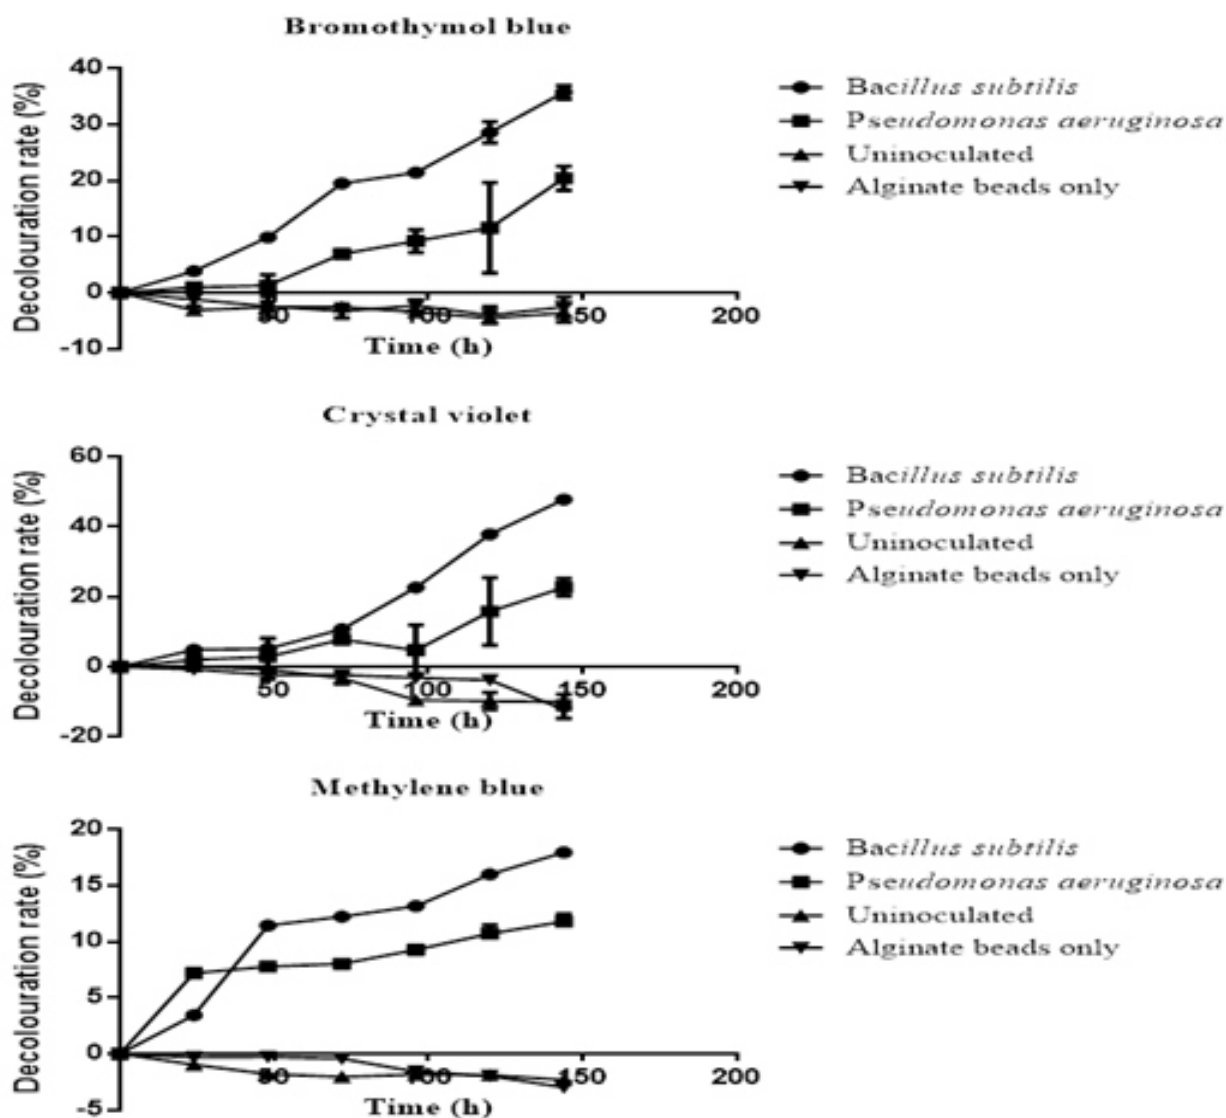 Bromothymol blue
Decolouration rate (%)
40
30
20
10
0
-10
50
100
150
200
Time (h)
Bacillus subtilis
Pseudomonas aeruginosa
Uninoculated
Alginate beads only
Crystal violet
Decolouration rate (%)
60
40
20
0
-20
50
100
150
200
Time (h)
Bacillus subtilis
Pseudomonas aeruginosa
Uninoculated
Alginate beads only
Methylene blue
Decolouration rate (%)
20
15
10
5
0
-5
50
100
150
200
Time (h)
Bacillus subtilis
Pseudomonas aeruginosa
Uninoculated
Alginate beads only